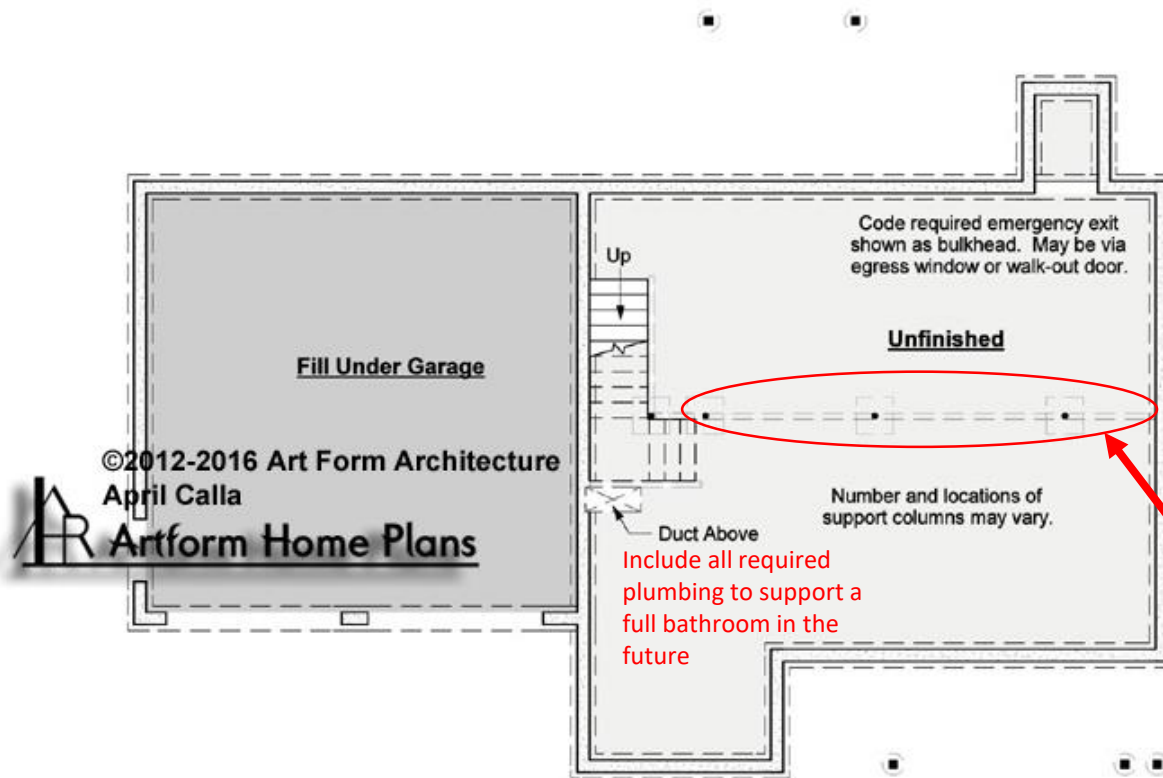 Code required emergency exit
shown as bulkhead.  May be via
egress window or walk-out door.
Up
Unfinished
Fill Under Garage
©2012-2016 Art Form Architecture
April Calla
AR Artform Home Plans
Number and locations of
support columns may vary.
Duct Above
Include all required
plumbing to support a
full bathroom in the
future